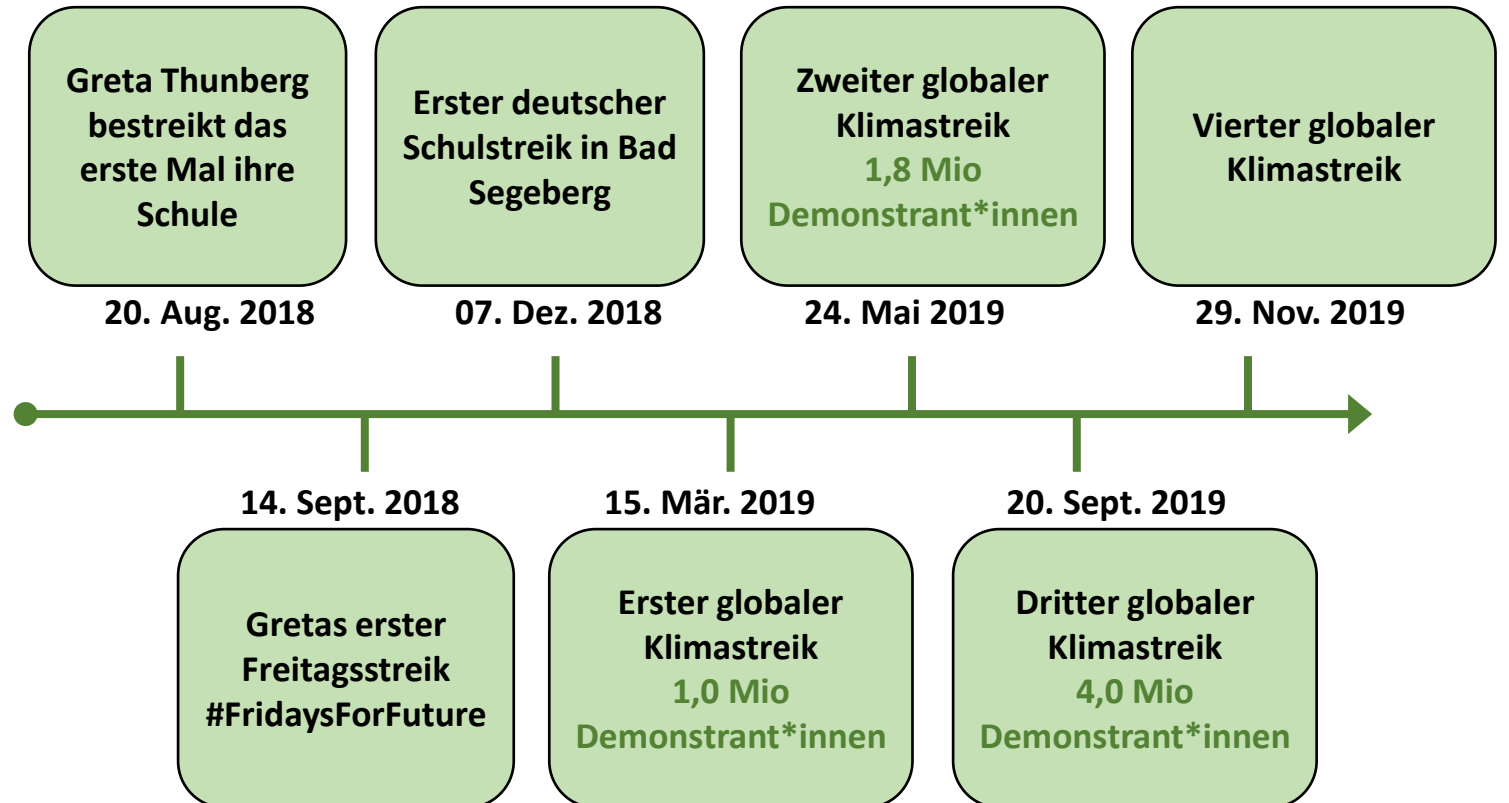 Greta Thunberg
bestreikt das
erste Mal ihre
Schule
20. Aug. 2018
14. Sept. 2018
Gretas erster
Freitagsstreik
#FridaysForFuture
Erster deutscher
Schulstreik in Bad
Segeberg
07. Dez. 2018
15. Mär. 2019
Erster globaler
Klimastreik
1,0 Mio
Demonstrant*innen
Zweiter globaler
Klimastreik
1,8 Mio
Demonstrant*innen
24. Mai 2019
20. Sept. 2019
Dritter globaler
Klimastreik
4,0 Mio
Demonstrant*innen
Vierter globaler
Klimastreik
29. Nov. 2019